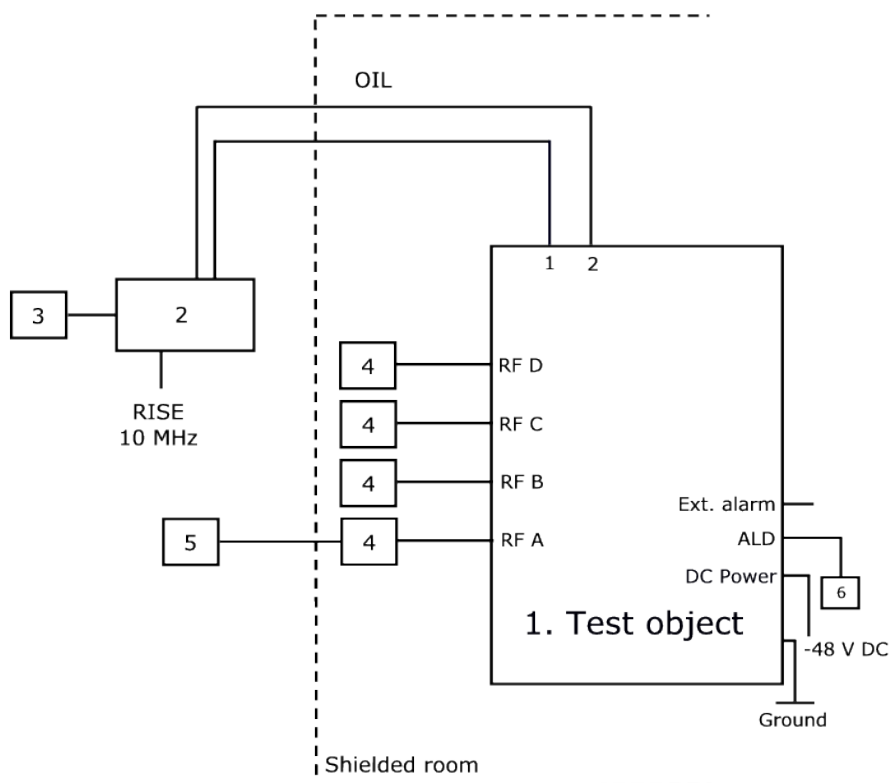 OIL
1 2
3
2
RISE
10 MHz
4
RF D
4
RF C
4
RF B
5
4
RF A
Ext. alarm
ALD
DC Power
6
1. Test object
-48 V DC
Ground
Shielded room